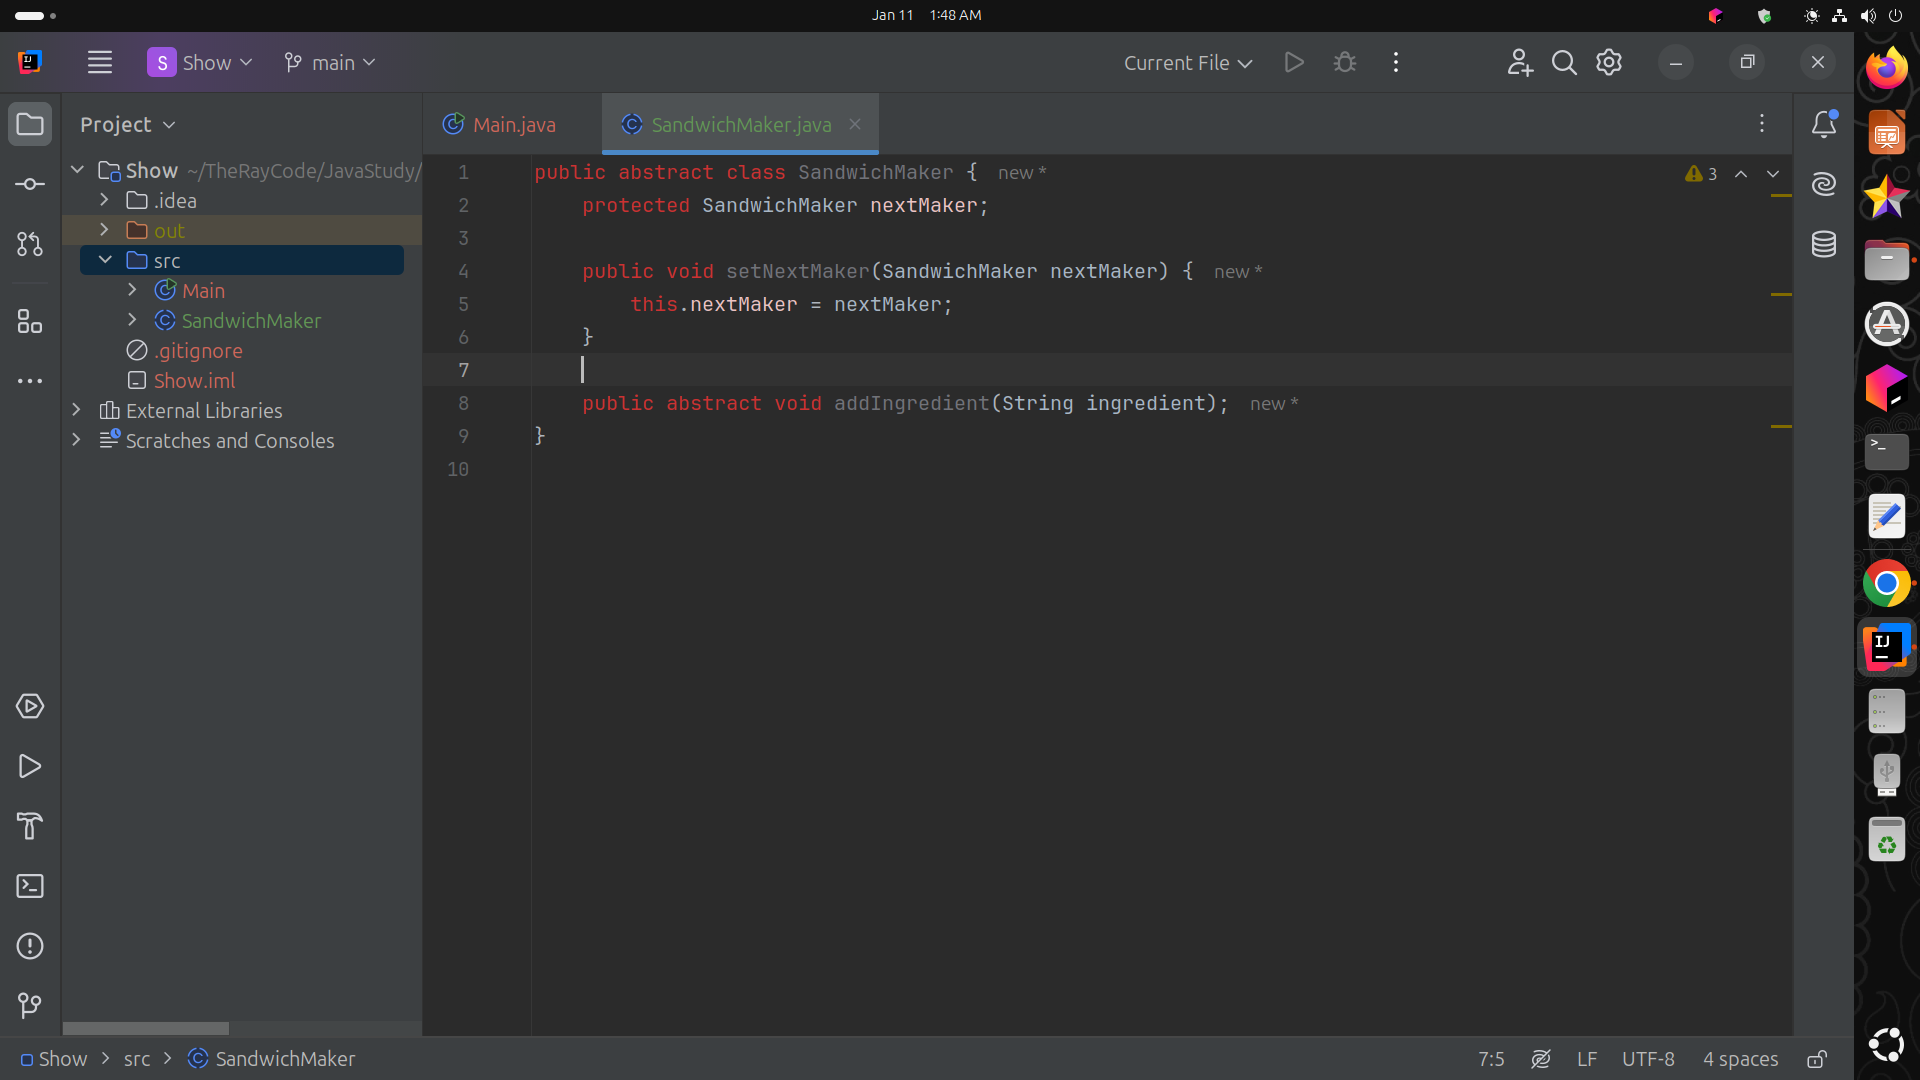 Jan 11 1:48 AM
S Show main
Current File
Project
Main.java
SandwichMaker.java
Show ~/TheRayCode/JavaStudy/
.idea
out
src
Main
SandwichMaker
.gitignore
Show.iml
External Libraries
Scratches and Consoles
3
1 public abstract class SandwichMaker { new *
2 protected SandwichMaker nextMaker;
3
4 public void setNextMaker(SandwichMaker nextMaker) { new *
5 this.nextMaker = nextMaker;
6 }
7
8 public abstract void addIngredient(String ingredient); new *
9 }
10
Show src SandwichMaker
7:5 LF UTF-8 4 spaces